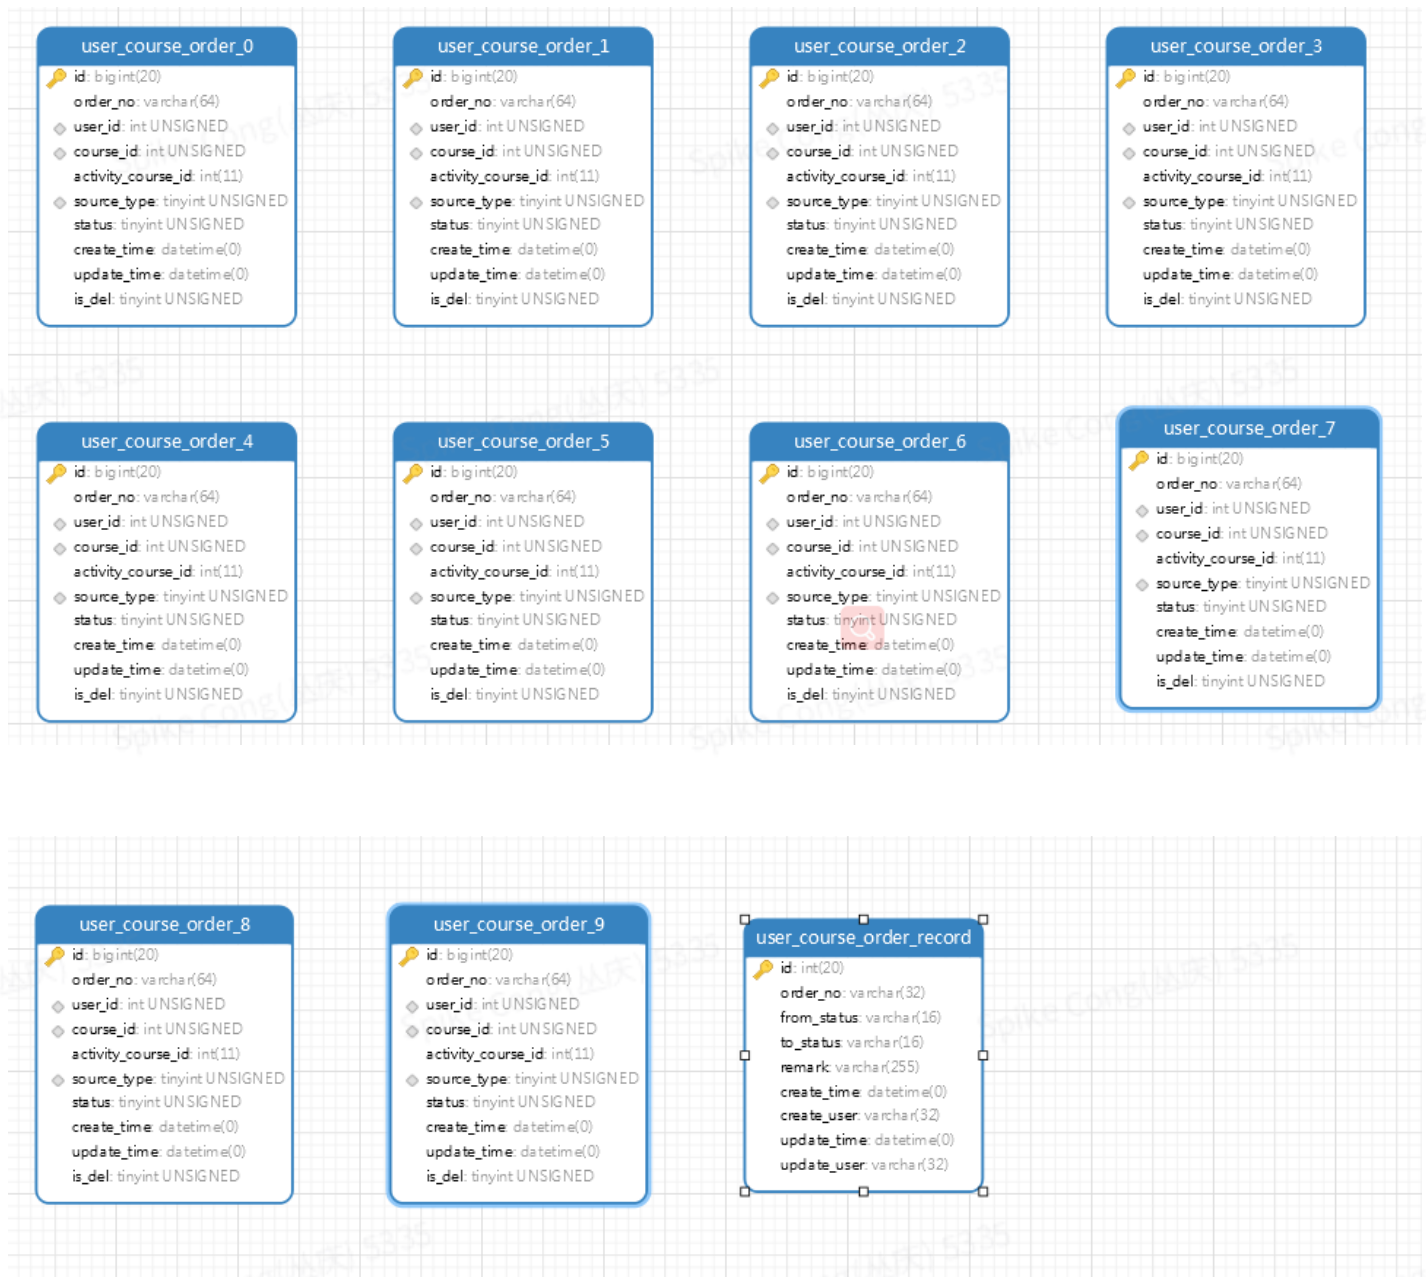 user_course_order_0
id: bigint(20)
order_no: varchar(64)
user_id: int UNSIGNED
course_id: int UNSIGNED
activity_course_id: int(11)
source_type: tinyint UNSIGNED
status: tinyint UNSIGNED
create_time: datetime(0)
update_time: datetime(0)
is_del: tinyint UNSIGNED
user_course_order_1
id: bigint(20)
order_no: varchar(64)
user_id: int UNSIGNED
course_id: int UNSIGNED
activity_course_id: int(11)
source_type: tinyint UNSIGNED
status: tinyint UNSIGNED
create_time: datetime(0)
update_time: datetime(0)
is_del: tinyint UNSIGNED
user_course_order_2
id: bigint(20)
order_no: varchar(64)
user_id: int UNSIGNED
course_id: int UNSIGNED
activity_course_id: int(11)
source_type: tinyint UNSIGNED
status: tinyint UNSIGNED
create_time: datetime(0)
update_time: datetime(0)
is_del: tinyint UNSIGNED
user_course_order_3
id: bigint(20)
order_no: varchar(64)
user_id: int UNSIGNED
course_id: int UNSIGNED
activity_course_id: int(11)
source_type: tinyint UNSIGNED
status: tinyint UNSIGNED
create_time: datetime(0)
update_time: datetime(0)
is_del: tinyint UNSIGNED
user_course_order_4
id: bigint(20)
order_no: varchar(64)
user_id: int UNSIGNED
course_id: int UNSIGNED
activity_course_id: int(11)
source_type: tinyint UNSIGNED
status: tinyint UNSIGNED
create_time: datetime(0)
update_time: datetime(0)
is_del: tinyint UNSIGNED
user_course_order_5
id: bigint(20)
order_no: varchar(64)
user_id: int UNSIGNED
course_id: int UNSIGNED
activity_course_id: int(11)
source_type: tinyint UNSIGNED
status: tinyint UNSIGNED
create_time: datetime(0)
update_time: datetime(0)
is_del: tinyint UNSIGNED
user_course_order_6
id: bigint(20)
order_no: varchar(64)
user_id: int UNSIGNED
course_id: int UNSIGNED
activity_course_id: int(11)
source_type: tinyint UNSIGNED
status: tinyint UNSIGNED
create_time: datetime(0)
update_time: datetime(0)
is_del: tinyint UNSIGNED
user_course_order_7
id: bigint(20)
order_no: varchar(64)
user_id: int UNSIGNED
course_id: int UNSIGNED
activity_course_id: int(11)
source_type: tinyint UNSIGNED
status: tinyint UNSIGNED
create_time: datetime(0)
update_time: datetime(0)
is_del: tinyint UNSIGNED
user_course_order_8
id: bigint(20)
order_no: varchar(64)
user_id: int UNSIGNED
course_id: int UNSIGNED
activity_course_id: int(11)
source_type: tinyint UNSIGNED
status: tinyint UNSIGNED
create_time: datetime(0)
update_time: datetime(0)
is_del: tinyint UNSIGNED
user_course_order_9
id: bigint(20)
order_no: varchar(64)
user_id: int UNSIGNED
course_id: int UNSIGNED
activity_course_id: int(11)
source_type: tinyint UNSIGNED
status: tinyint UNSIGNED
create_time: datetime(0)
update_time: datetime(0)
is_del: tinyint UNSIGNED
user_course_order_record
id: int(20)
order_no: varchar(32)
from_status: varchar(16)
to_status: varchar(16)
remark: varchar(255)
create_time: datetime(0)
create_user: varchar(32)
update_time: datetime(0)
update_user: varchar(32)